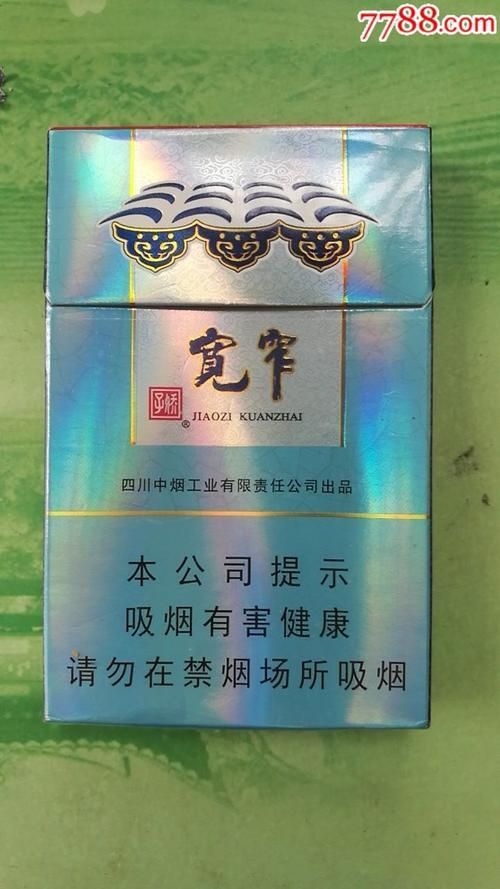 7788.com
宽窄
娇子
® JIAOZI KUANZHAI
四川中烟工业有限责任公司出品
本公司提示
吸烟有害健康
请勿在禁烟场所吸烟